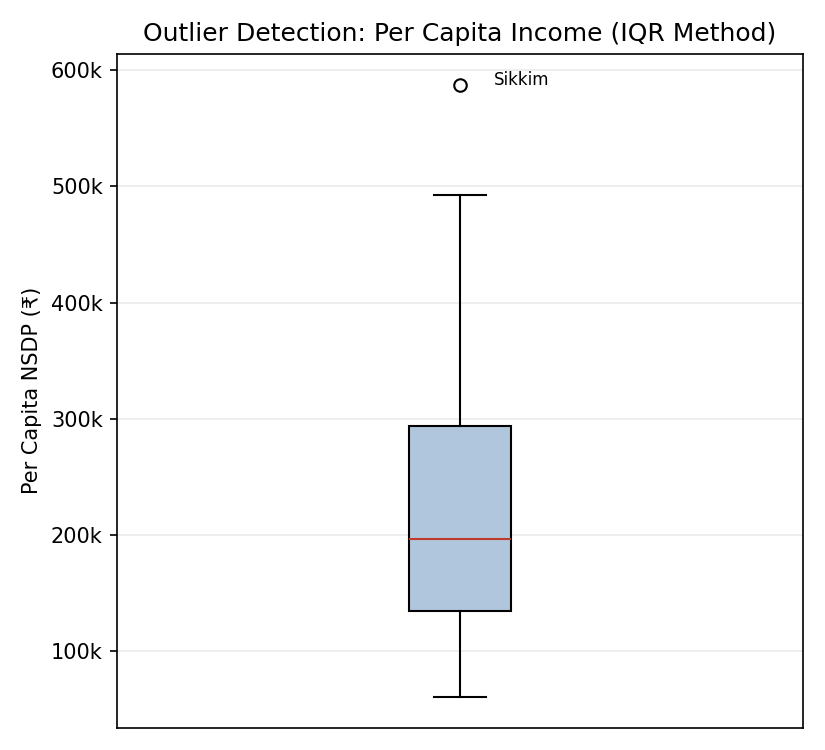 Outlier Detection: Per Capita Income (IQR Method)
600k
Sikkim
500k
400k
300k
200k
100k
Per Capita NSDP (₹)